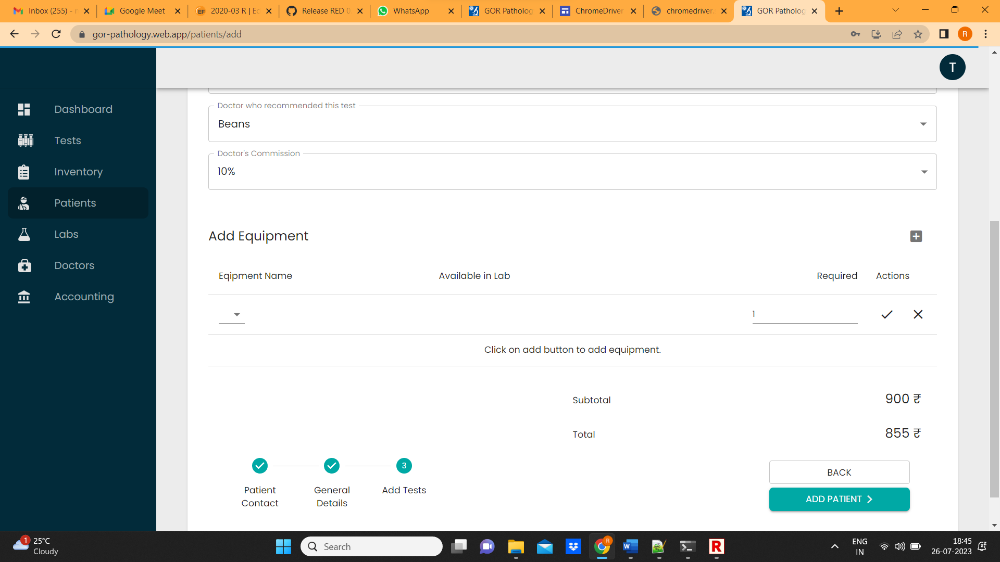 Inbox (255) - r
Google Meet
2020-03 R | Ec
Release RED 0
WhatsApp
GOR Patholog
ChromeDriver
chromedriver.
GOR Patholog
gor-pathology.web.app/patients/add
R
T
Dashboard
Tests
Inventory
Patients
Labs
Doctors
Accounting
Doctor who recommended this test
Beans
Doctor's Commission
10%
Add Equipment
Eqipment Name Available in Lab Required Actions
1
Click on add button to add equipment.
Subtotal 900 ₹
Total 855 ₹
3
Patient Contact
General Details
Add Tests
BACK
ADD PATIENT
1
25°C
Cloudy
Search
R
ENG
IN
18:45
26-07-2023